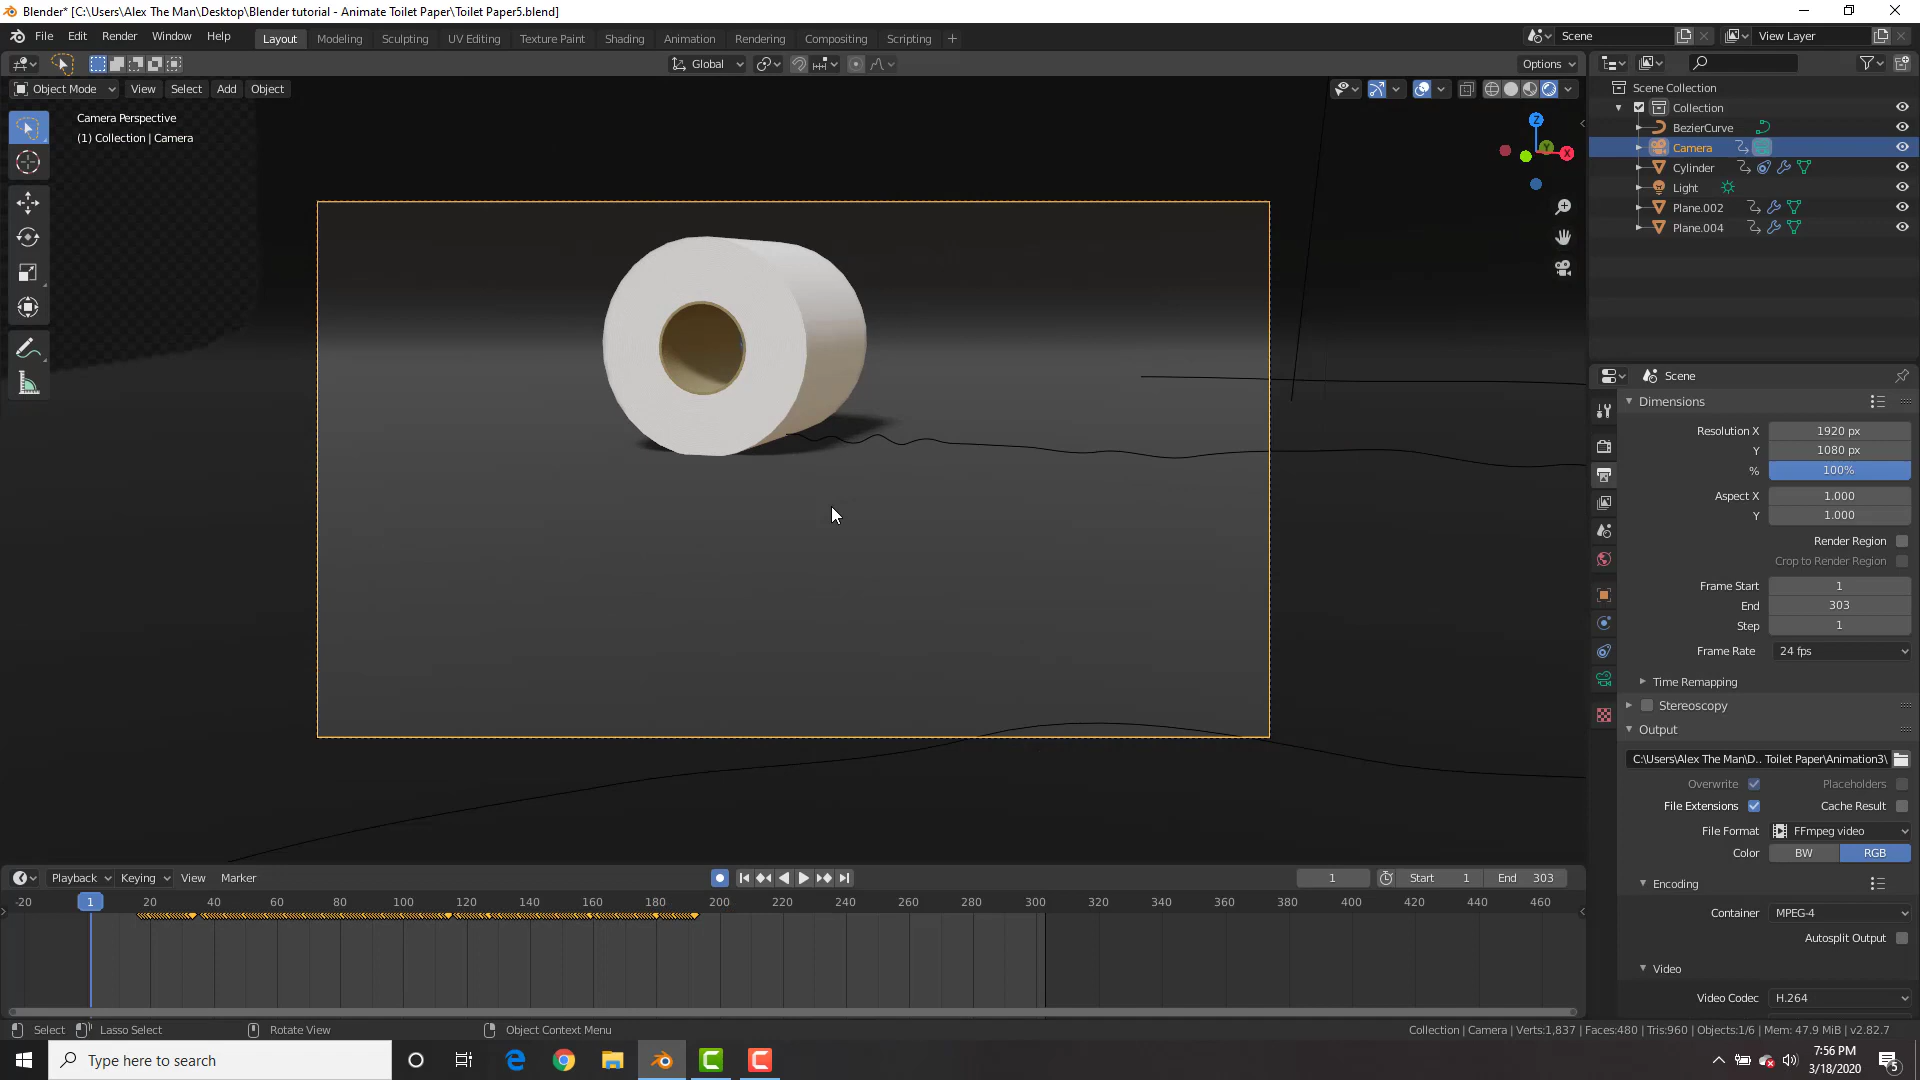 Blender* [C:\Users\Alex The Man\Desktop\Blender tutorial - Animate Toilet Paper\Toilet Paper5.blend]
File Edit Render Window Help Layout Modeling Sculpting UV Editing Texture Paint Shading Animation Rendering Compositing Scripting + Scene View Layer
Global Options
Object Mode View Select Add Object
Camera Perspective
(1) Collection | Camera
Z
Y
X
Scene Collection
Collection
BezierCurve
Camera
Cylinder
Light
Plane.002
Plane.004
Scene
Dimensions
Resolution X 1920 px
Y 1080 px
% 100%
Aspect X 1.000
Y 1.000
Render Region
Crop to Render Region
Frame Start 1
End 303
Step 1
Frame Rate 24 fps
Time Remapping
Stereoscopy
Output
C:\Users\Alex The Man\D.. Toilet Paper\Animation3\
Overwrite Placeholders
File Extensions Cache Result
File Format FFmpeg video
Color BW RGB
Encoding
Container MPEG-4
Autosplit Output
Video
Video Codec H.264
Playback Keying View Marker 1 Start 1 End 303
-20 1 20 40 60 80 100 120 140 160 180 200 220 240 260 280 300 320 340 360 380 400 420 440 460
Select Lasso Select Rotate View Object Context Menu Collection | Camera | Verts:1,837 | Faces:480 | Tris:960 | Objects:1/6 | Mem: 47.9 MiB | v2.82.7
Type here to search
7:56 PM
3/18/2020
5